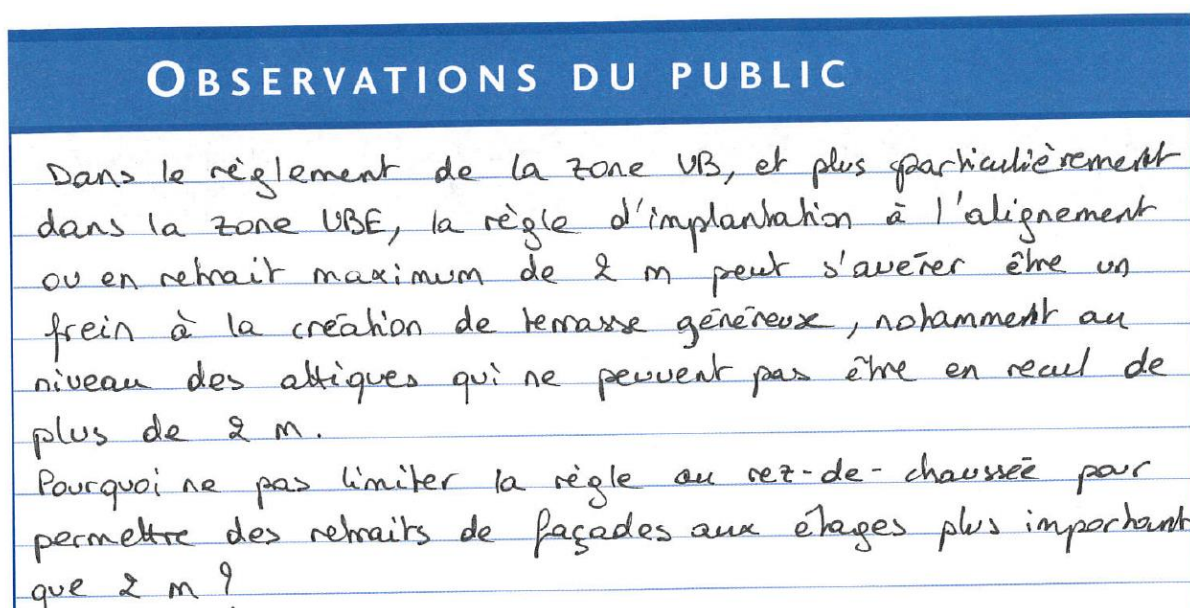 OBSERVATIONS DU PUBLIC
Dans le règlement de la zone UB, et plus particulièrement
dans la zone UBE, la règle d'implantation à l'alignement
ou en retrait maximum de 2 m peut s'avérer être un
frein à la création de terrasse généreux, notamment au
niveau des attiques qui ne peuvent pas être en recul de
plus de 2 m.
Pourquoi ne pas limiter la règle au rez-de-chaussée pour
permettre des retraits de façades aux étages plus important
que 2 m ?